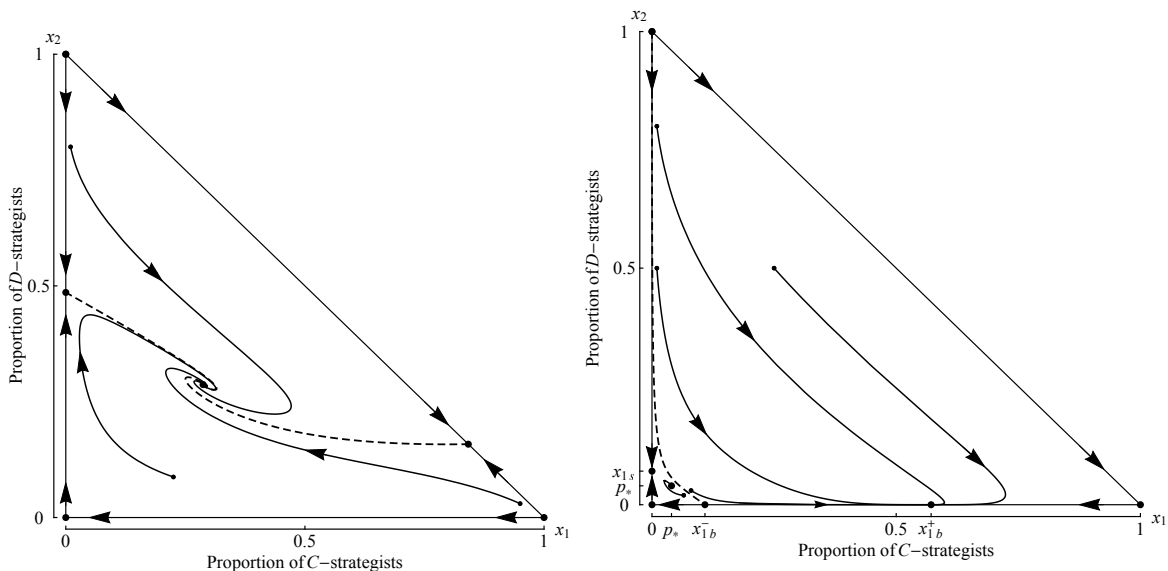 x₂
1
0.5
0
Proportion of D−strategists
0
0.5
1
x₁
Proportion of C−strategists
x₂
1
0.5
x₁ₛ
p*
0
Proportion of D−strategists
0
p*
x⁻₁b
0.5
x⁺₁b
1
x₁
Proportion of C−strategists